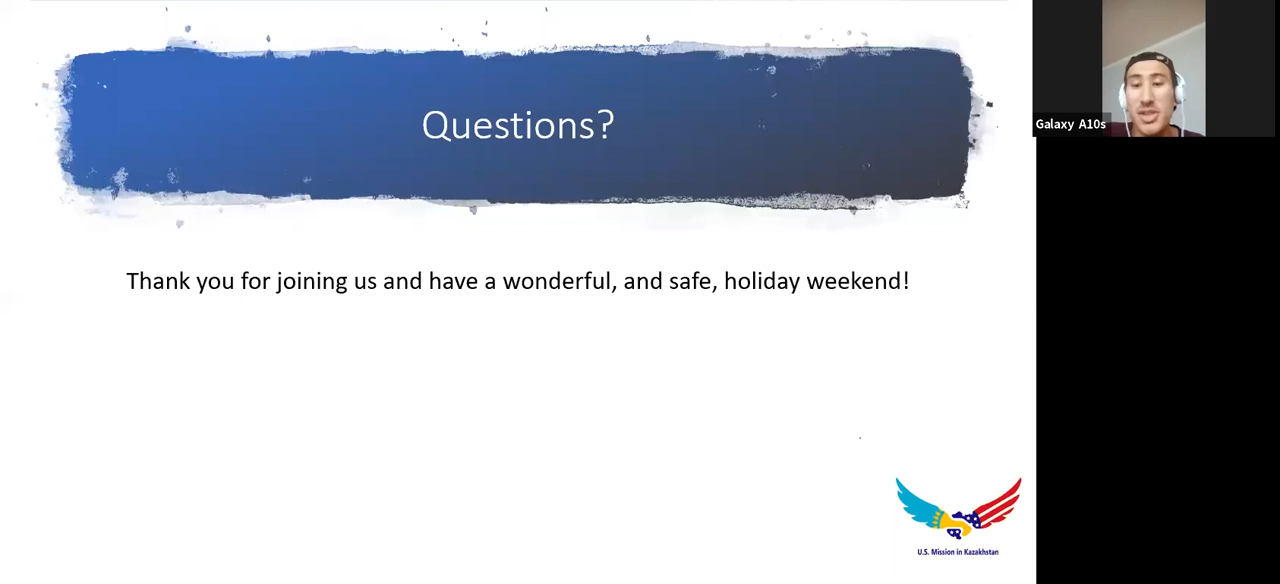 Questions?
Galaxy A10s
Thank you for joining us and have a wonderful, and safe, holiday weekend!
U.S. Mission in Kazakhstan